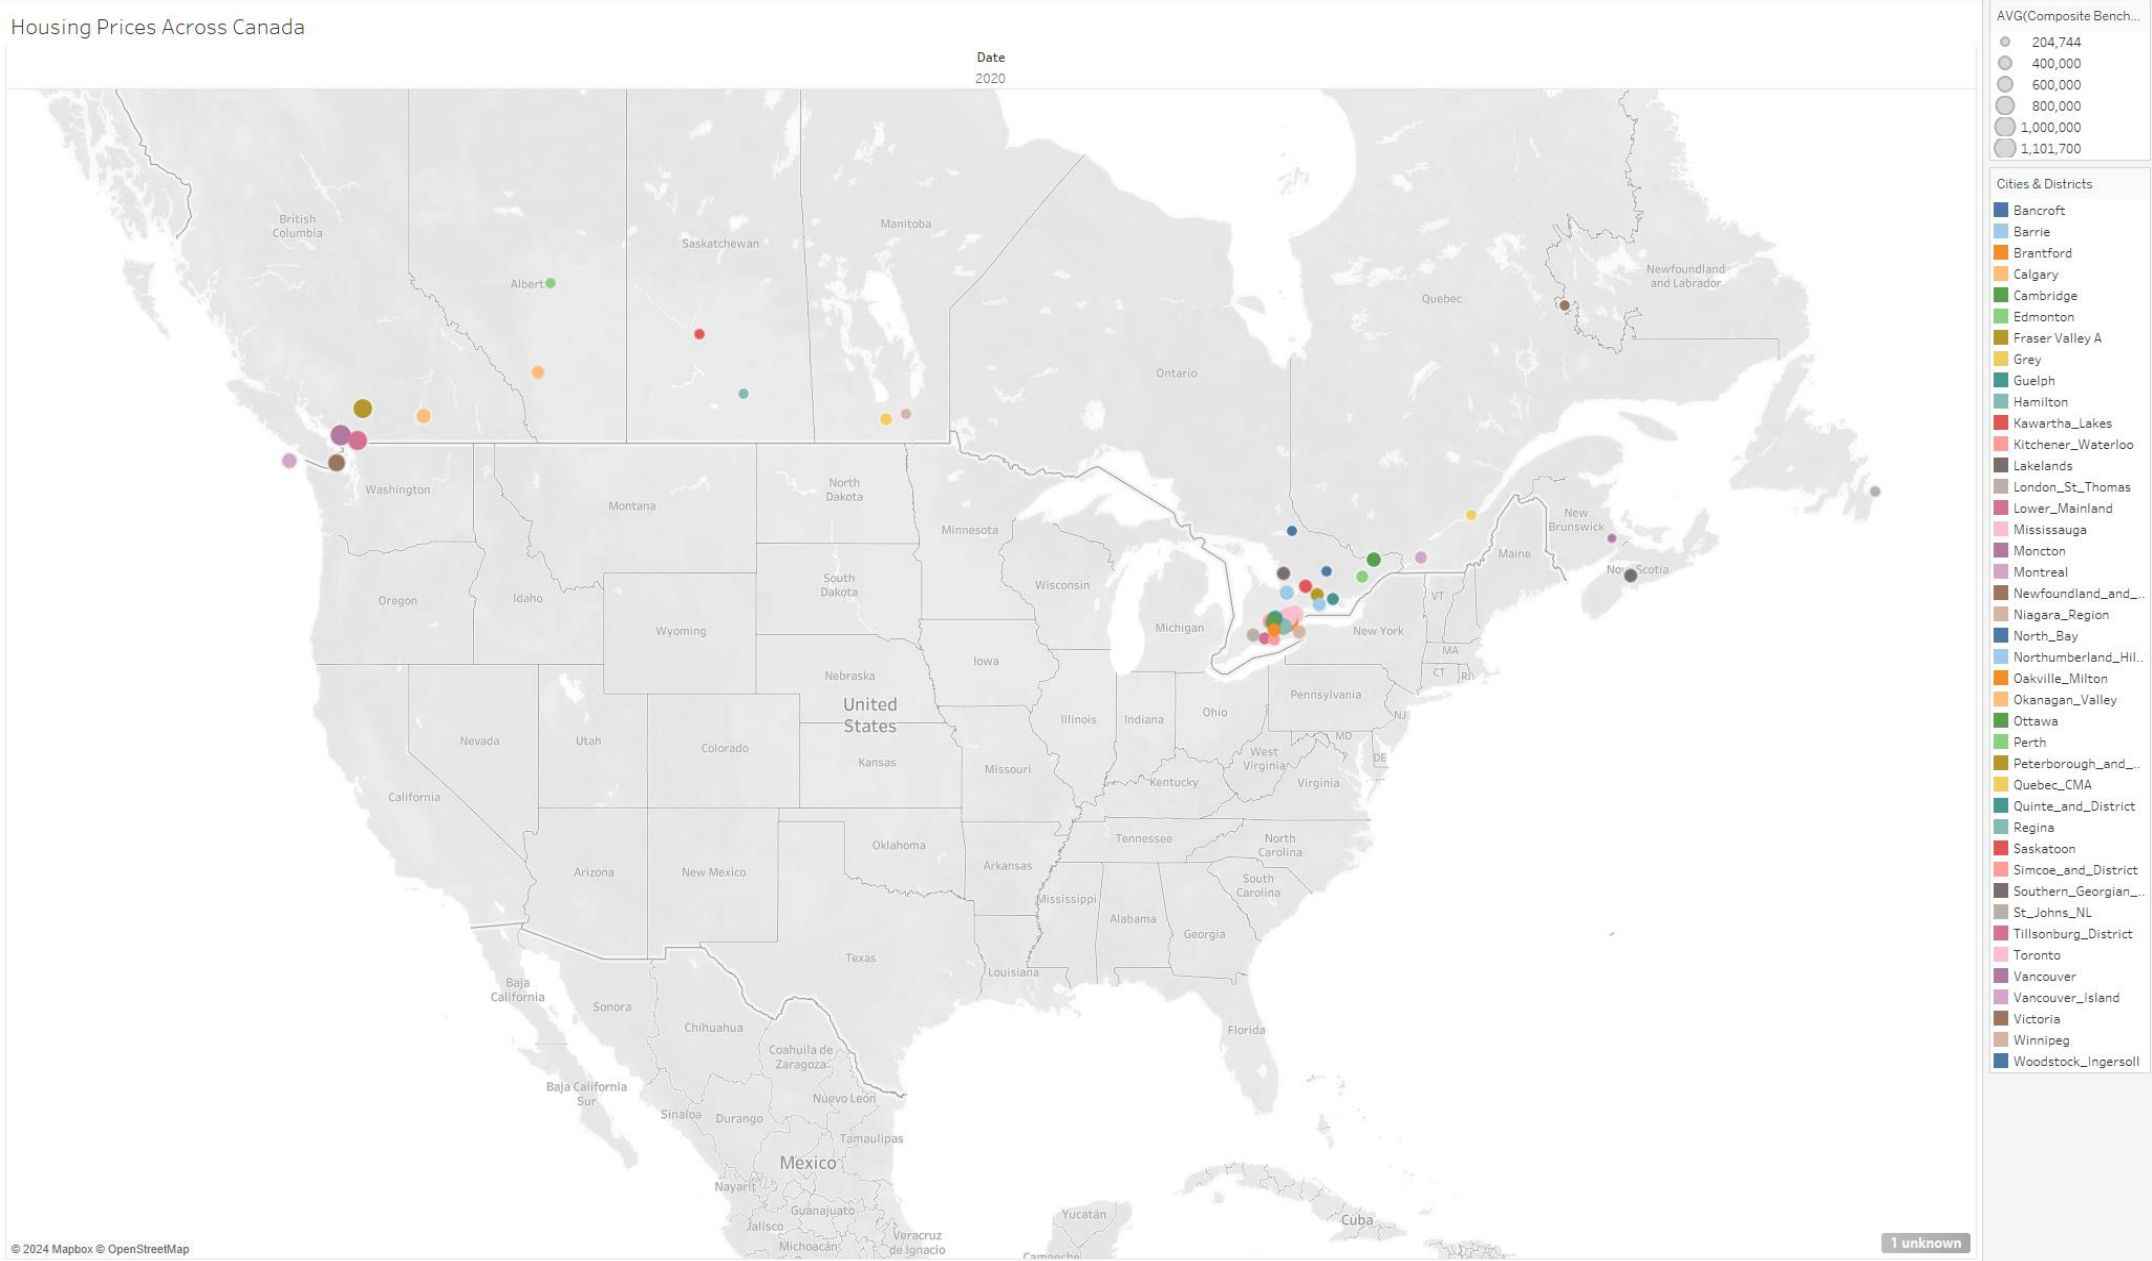 Housing Prices Across Canada
Date
2020
British
Columbia
Albert
Saskatchewan
Manitoba
Ontario
Quebec
Newfoundland
and Labrador
New
Brunswick
Scotia
Maine
Washington
Montana
North
Dakota
Minnesota
Oregon
Idaho
South
Dakota
Wisconsin
Wyoming
Michigan
New York
VT
MA
CT
RI
Iowa
Nebraska
Pennsylvania
United
States
Illinois
Indiana
Ohio
NJ
Nevada
Utah
Colorado
Kansas
Missouri
West
Virginia
MD
DE
Kentucky
Virginia
California
Tennessee
North
Carolina
Oklahoma
Arkansas
Arizona
New Mexico
South
Carolina
Mississippi
Alabama
Georgia
Texas
Louisiana
Baja
California
Sonora
Chihuahua
Florida
Coahuila de
Zaragoza
Baja California
Sur
Nuevo León
Sinaloa
Durango
Tamaulipas
Mexico
Nayarit
Guanajuato
Jalisco
Michoacán
Veracruz
de Ignacio
Yucatán
Campeche
Cuba
© 2024 Mapbox © OpenStreetMap
1 unknown
AVG(Composite Bench...
204,744
400,000
600,000
800,000
1,000,000
1,101,700
Cities & Districts
Bancroft
Barrie
Brantford
Calgary
Cambridge
Edmonton
Fraser Valley A
Grey
Guelph
Hamilton
Kawartha_Lakes
Kitchener_Waterloo
Lakelands
London_St_Thomas
Lower_Mainland
Mississauga
Moncton
Montreal
Newfoundland_and_..
Niagara_Region
North_Bay
Northumberland_Hil..
Oakville_Milton
Okanagan_Valley
Ottawa
Perth
Peterborough_and_..
Quebec_CMA
Quinte_and_District
Regina
Saskatoon
Simcoe_and_District
Southern_Georgian_..
St_Johns_NL
Tillsonburg_District
Toronto
Vancouver
Vancouver_Island
Victoria
Winnipeg
Woodstock_Ingersoll